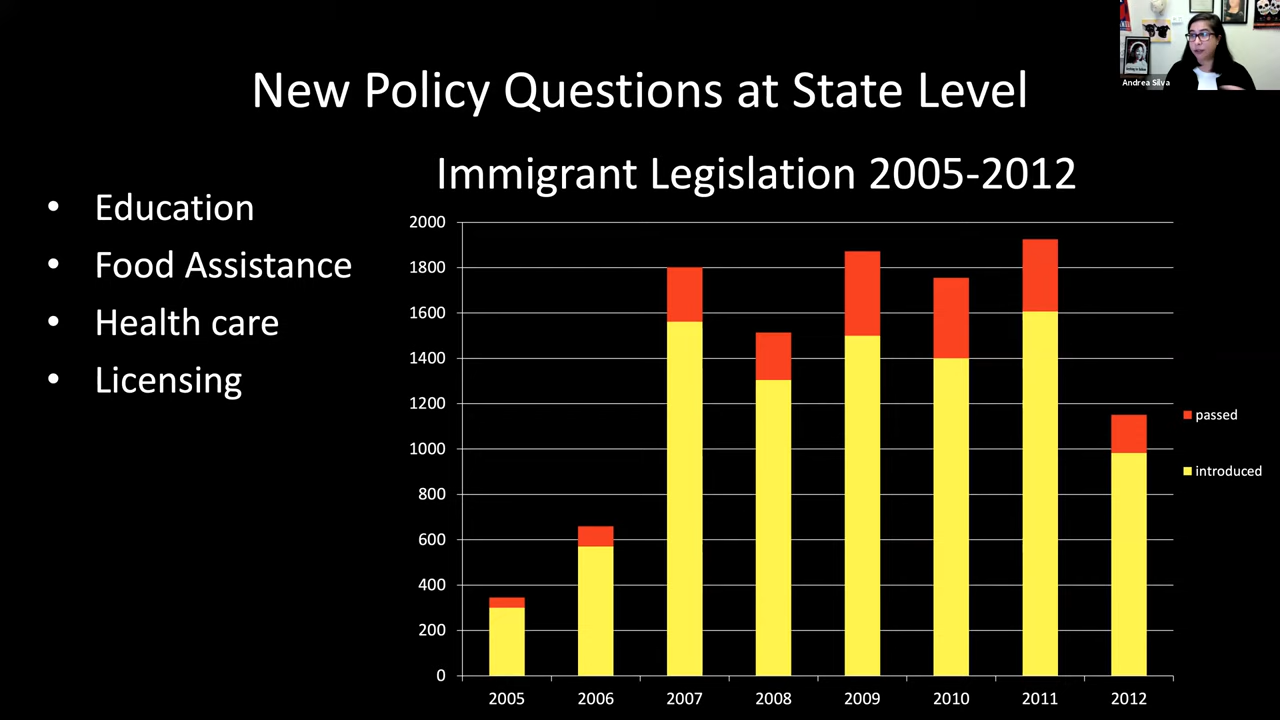 Andrea Silva
New Policy Questions at State Level
• Education
• Food Assistance
• Health care
• Licensing
Immigrant Legislation 2005-2012
2000
1800
1600
1400
1200
1000
800
600
400
200
0
2005 2006 2007 2008 2009 2010 2011 2012
passed
introduced